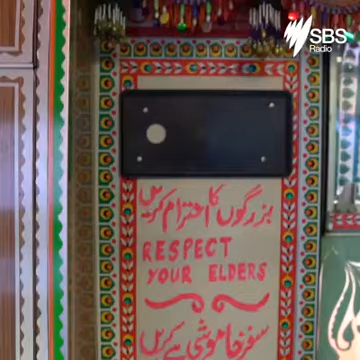 SBS
Radio
بزرگوں کا احترام کریں
RESPECT
YOUR ELDERS
سفر خاموشی سے کریں